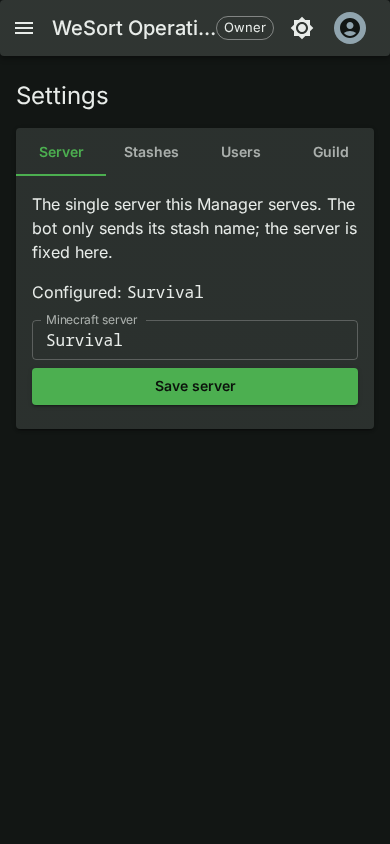 WeSort Operati...
Owner
Settings
Server
Stashes
Users
Guild
The single server this Manager serves. The
bot only sends its stash name; the server is
fixed here.
Configured: Survival
Minecraft server
Survival
Save server